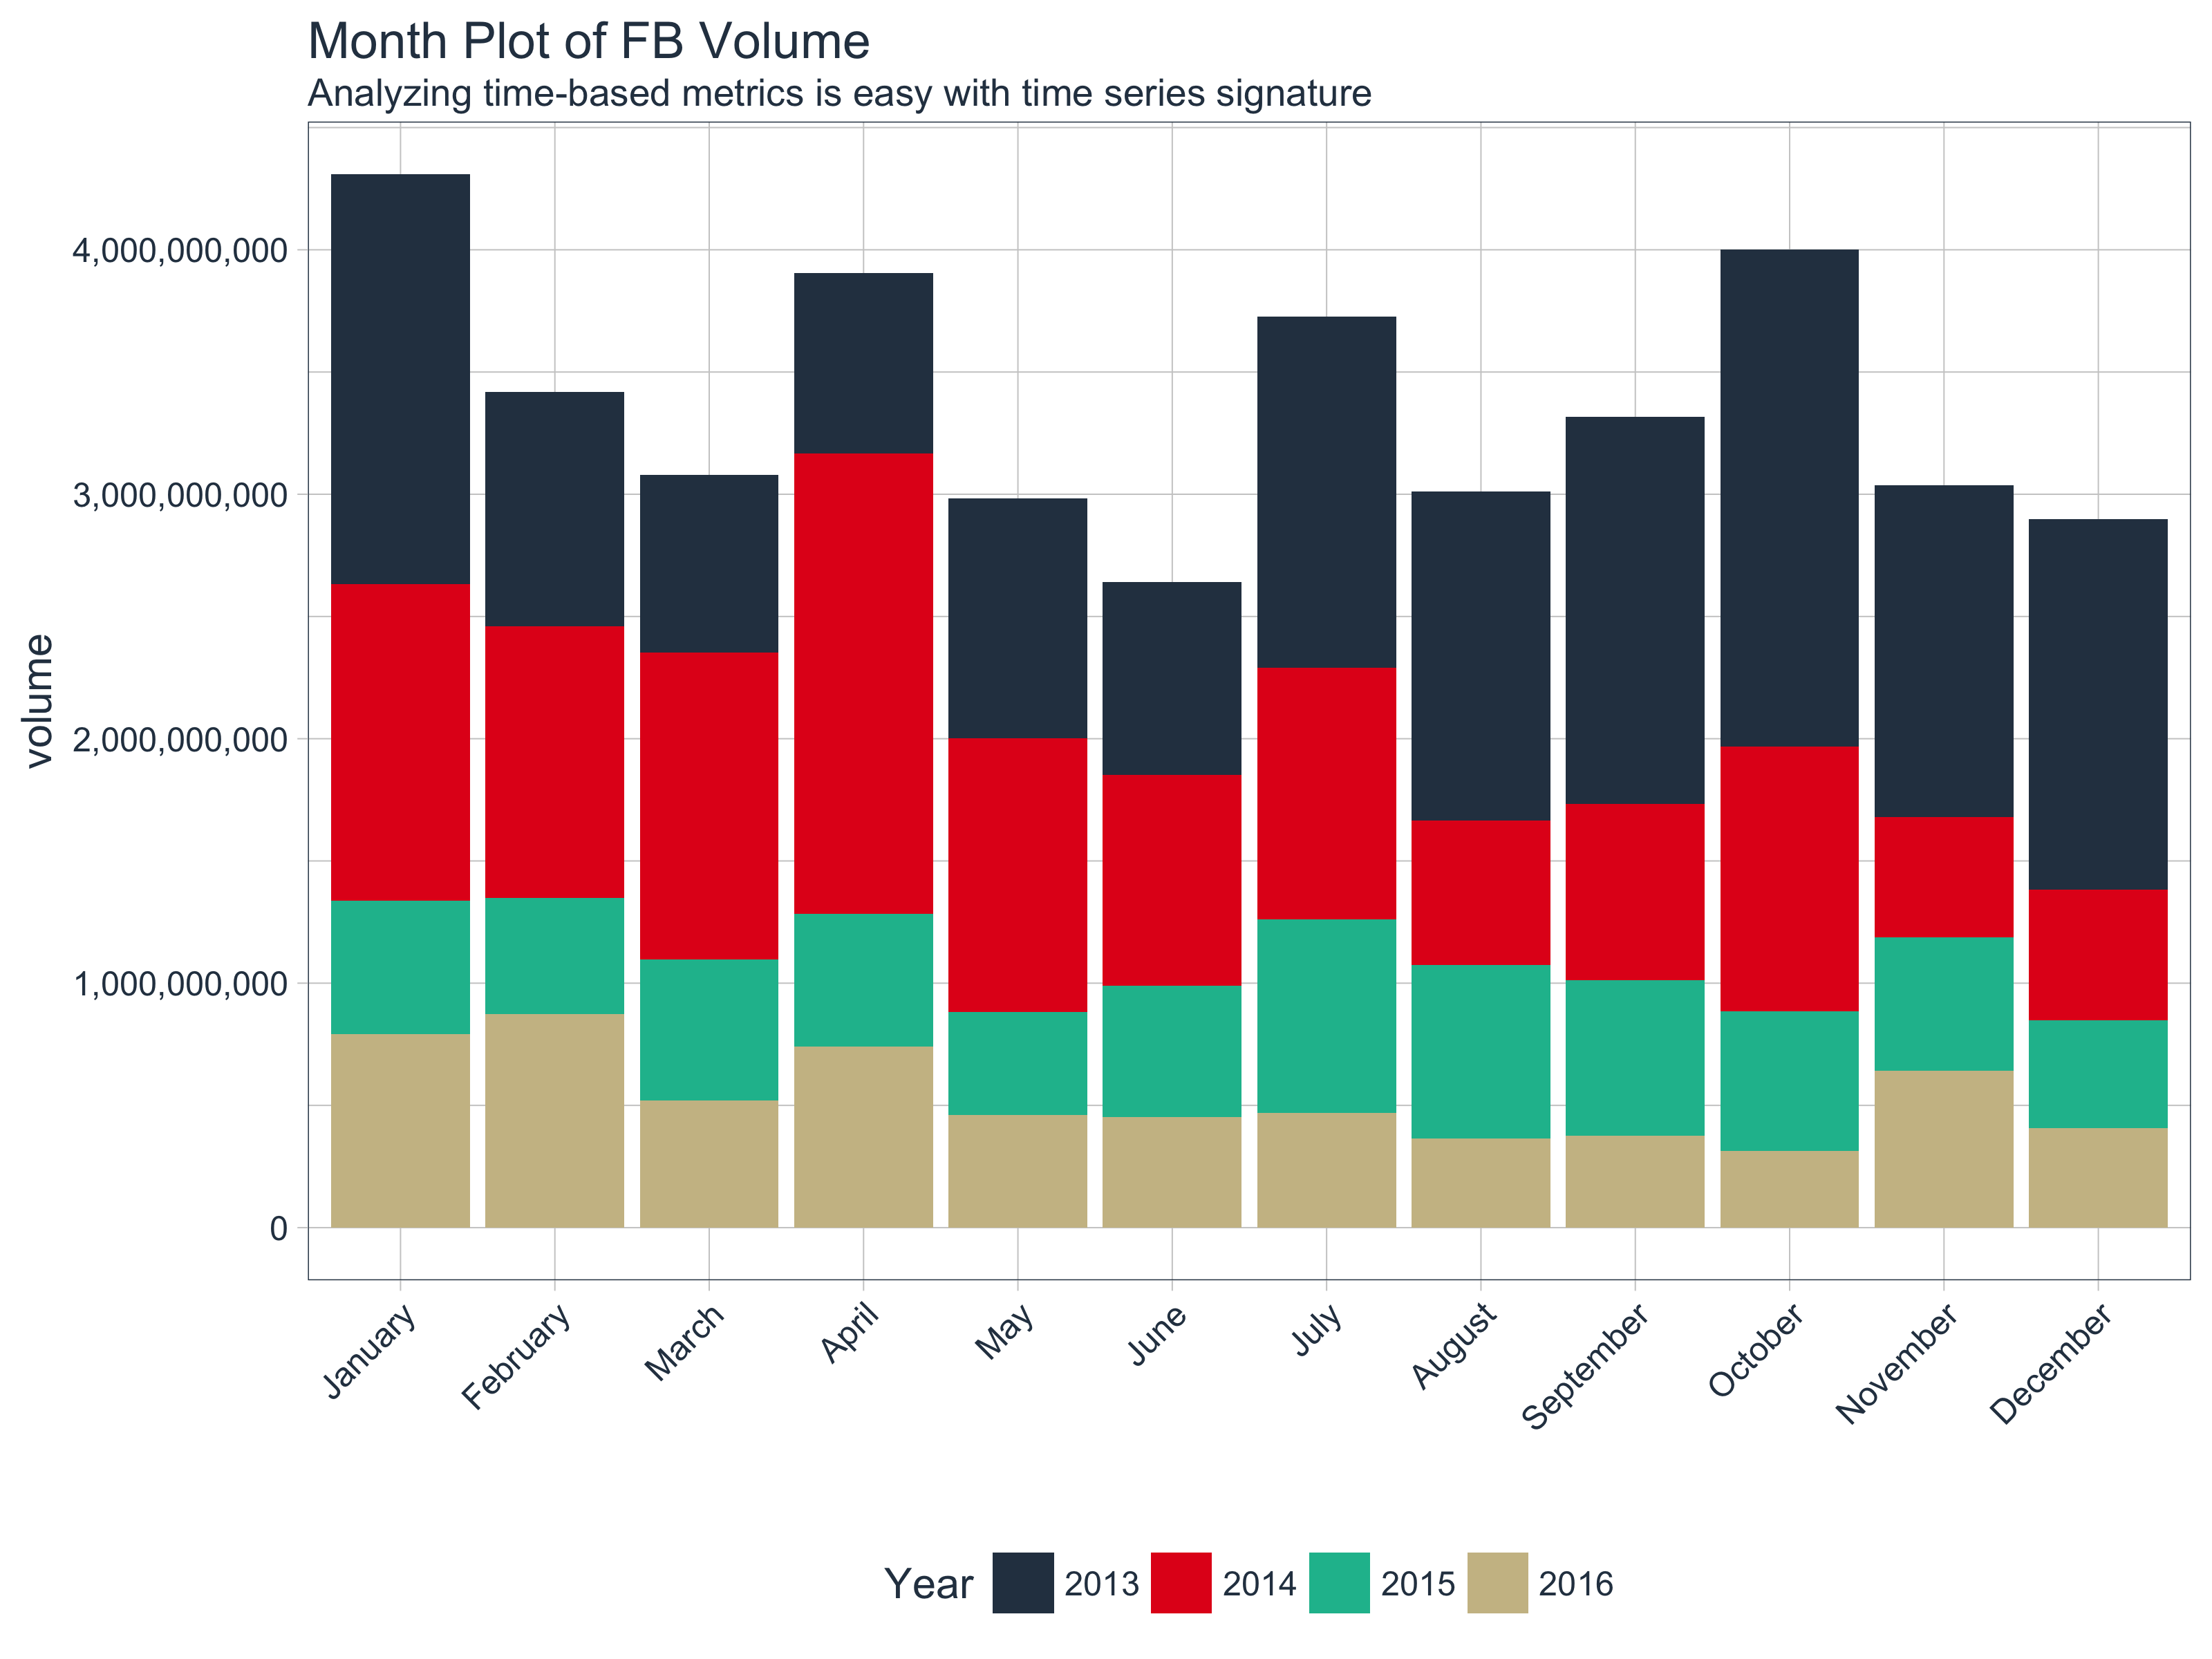 Month Plot of FB Volume
Analyzing time-based metrics is easy with time series signature
volume
4,000,000,000
3,000,000,000
2,000,000,000
1,000,000,000
0
January February March April May June July August September October November December
Year 2013 2014 2015 2016